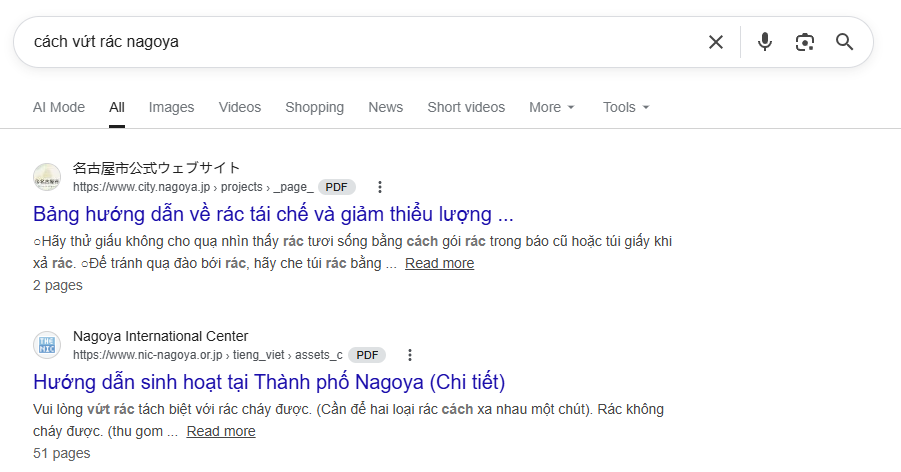 cách vứt rác nagoya
AI Mode All Images Videos Shopping News Short videos More Tools
名古屋市公式ウェブサイト
https://www.city.nagoya.jp › projects › _page_ PDF
Bảng hướng dẫn về rác tái chế và giảm thiểu lượng ...
○Hãy thử giấu không cho quạ nhìn thấy rác tươi sống bằng cách gói rác trong báo cũ hoặc túi giấy khi
xả rác. ○Để tránh quạ đào bới rác, hãy che túi rác bằng ... Read more
2 pages
THE NIC
Nagoya International Center
https://www.nic-nagoya.or.jp › tieng_viet › assets_c PDF
Hướng dẫn sinh hoạt tại Thành phố Nagoya (Chi tiết)
Vui lòng vứt rác tách biệt với rác cháy được. (Cần để hai loại rác cách xa nhau một chút). Rác không
cháy được. (thu gom ... Read more
51 pages